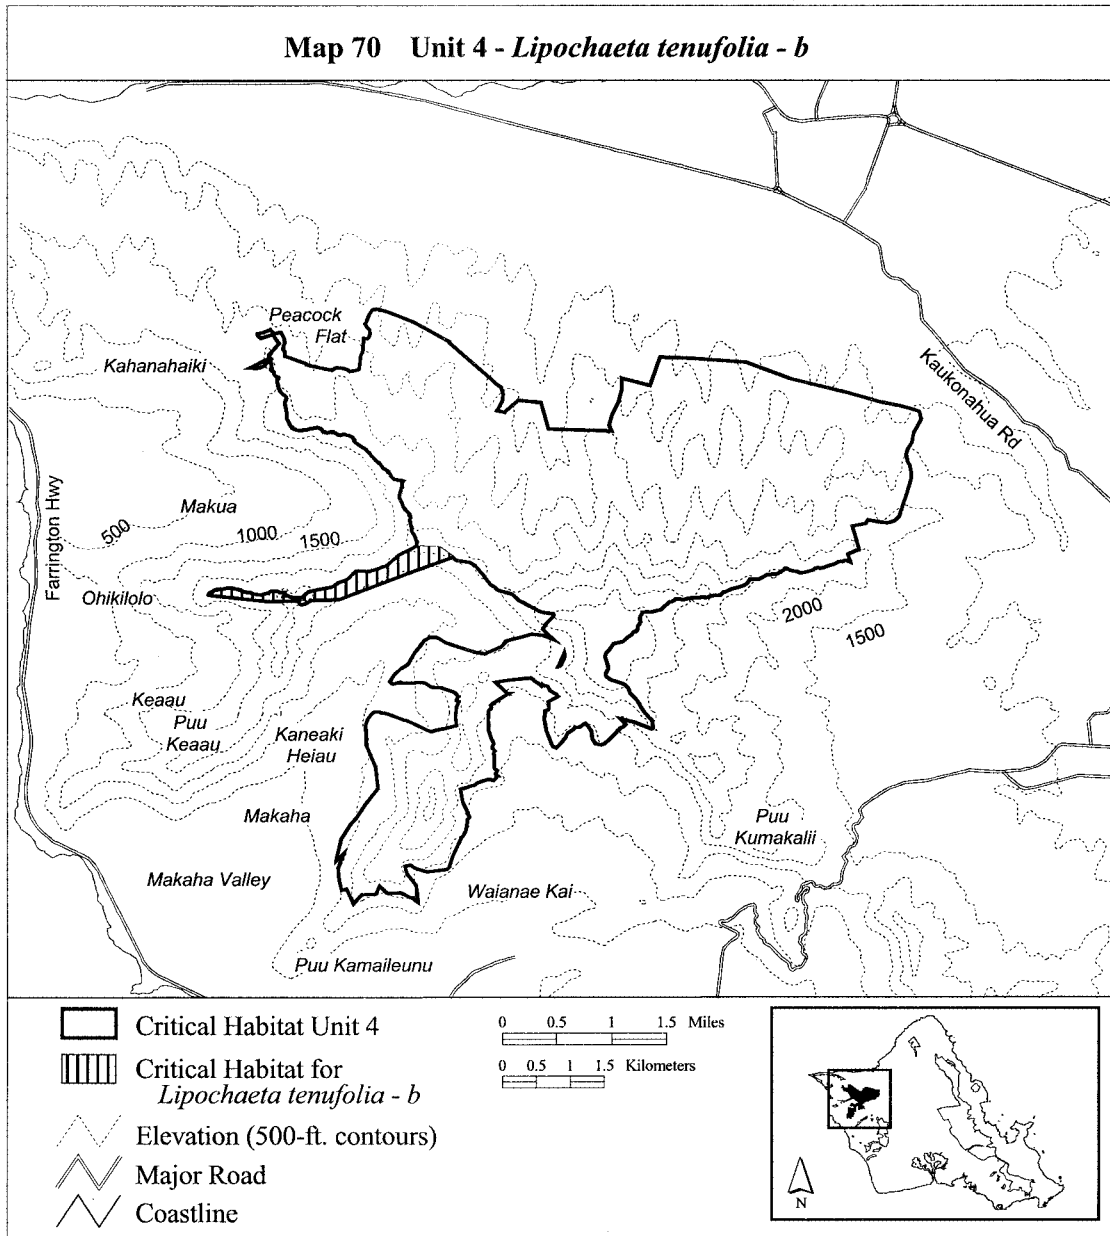 Map 70 Unit 4 - Lipochaeta tenufolia - b
Peacock
Flat
Kahanahaiki
Kaukonahua Rd
Farrington Hwy
Makua
500
1000
1500
Ohikilolo
2000
1500
Keaau
Puu
Keaau
Kaneaki
Heiau
Makaha
Puu
Kumakalii
Makaha Valley
Waianae Kai
Puu Kamaileunu
Critical Habitat Unit 4
Critical Habitat for
Lipochaeta tenufolia - b
Elevation (500-ft. contours)
Major Road
Coastline
0 0.5 1 1.5 Miles
0 0.5 1 1.5 Kilometers
N